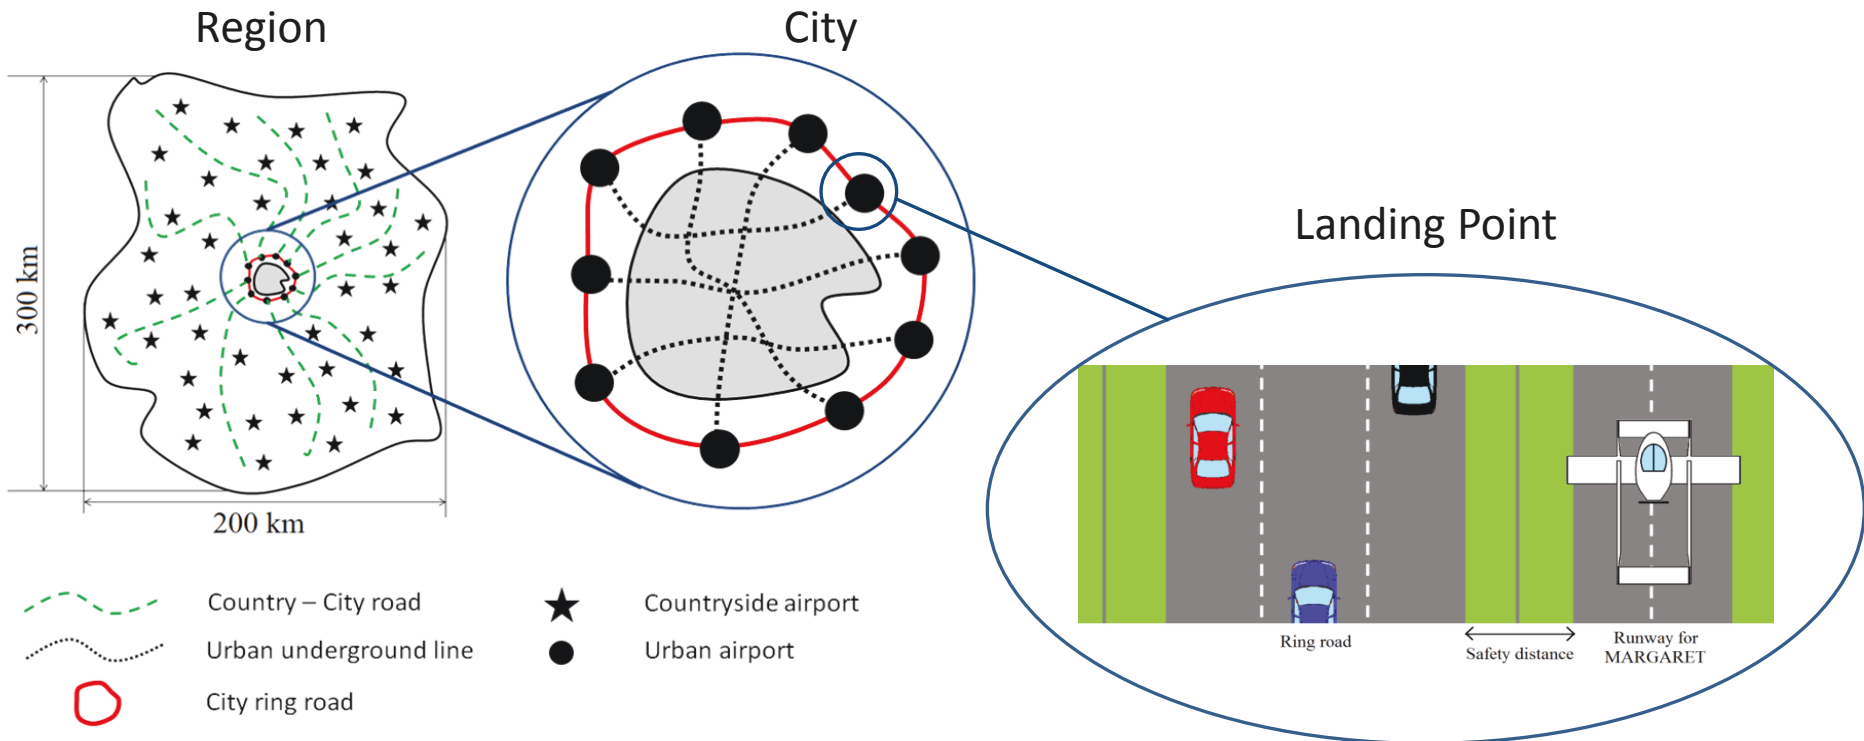 Region
City
Landing Point
300 km
200 km
Country – City road
Urban underground line
City ring road
Countryside airport
Urban airport
Ring road
Safety distance
Runway for
MARGARET